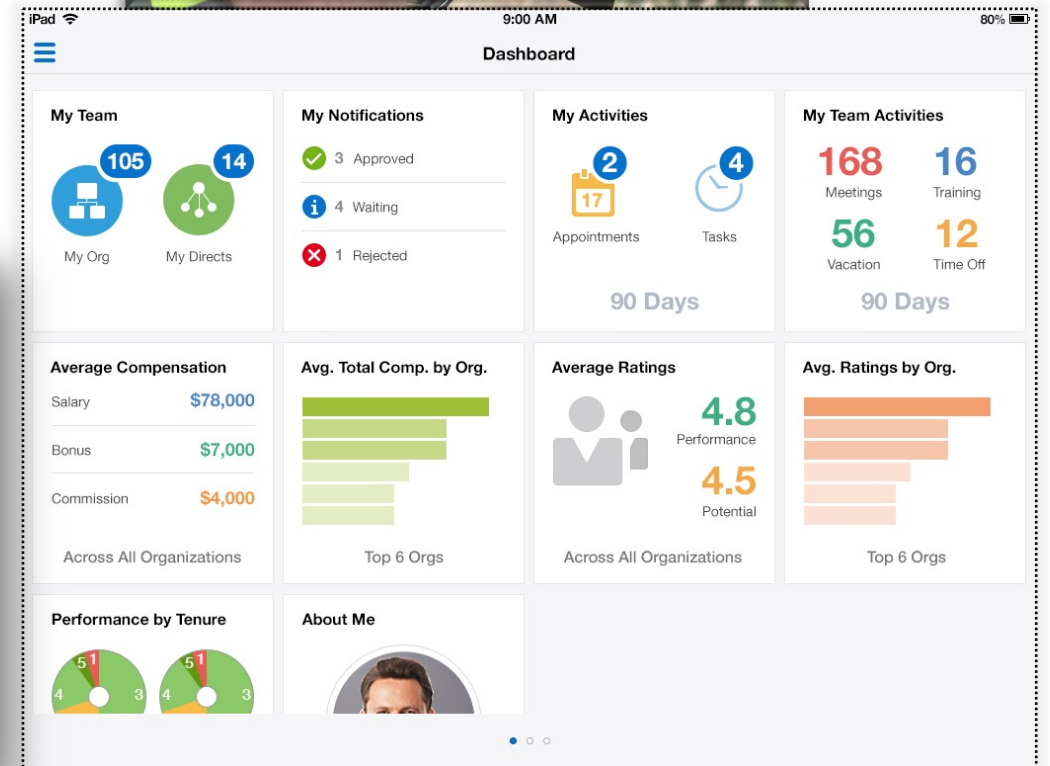 iPad 9:00 AM 80%
Dashboard
My Team
105 14
My Org My Directs
My Notifications
3 Approved
4 Waiting
1 Rejected
My Activities
2 4
17
Appointments Tasks
90 Days
My Team Activities
168 16
Meetings Training
56 12
Vacation Time Off
90 Days
Average Compensation
Salary $78,000
Bonus $7,000
Commission $4,000
Across All Organizations
Avg. Total Comp. by Org.
Top 6 Orgs
Average Ratings
4.8
Performance
4.5
Potential
Across All Organizations
Avg. Ratings by Org.
Top 6 Orgs
Performance by Tenure
5 1 5 1
4 3 4 3
About Me